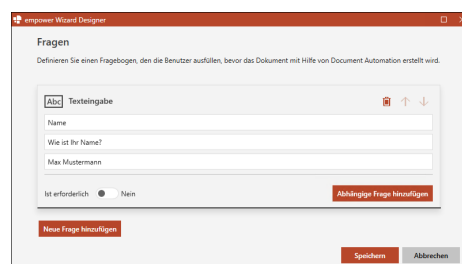 empower Wizard Designer
Fragen
Definieren Sie einen Fragebogen, den die Benutzer ausfüllen, bevor das Dokument mit Hilfe von Document Automation erstellt wird.
Abc Texteingabe
Name
Wie ist Ihr Name?
Max Mustermann
Ist erforderlich Nein Abhängige Frage hinzufügen
Neue Frage hinzufügen
Speichern Abbrechen